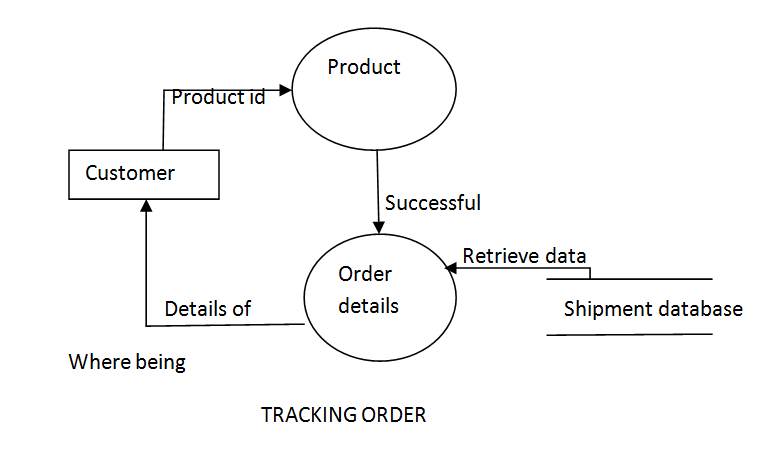 Product
Product id
Customer
Successful
Retrieve data
Order
details
Shipment database
Details of
Where being
TRACKING ORDER